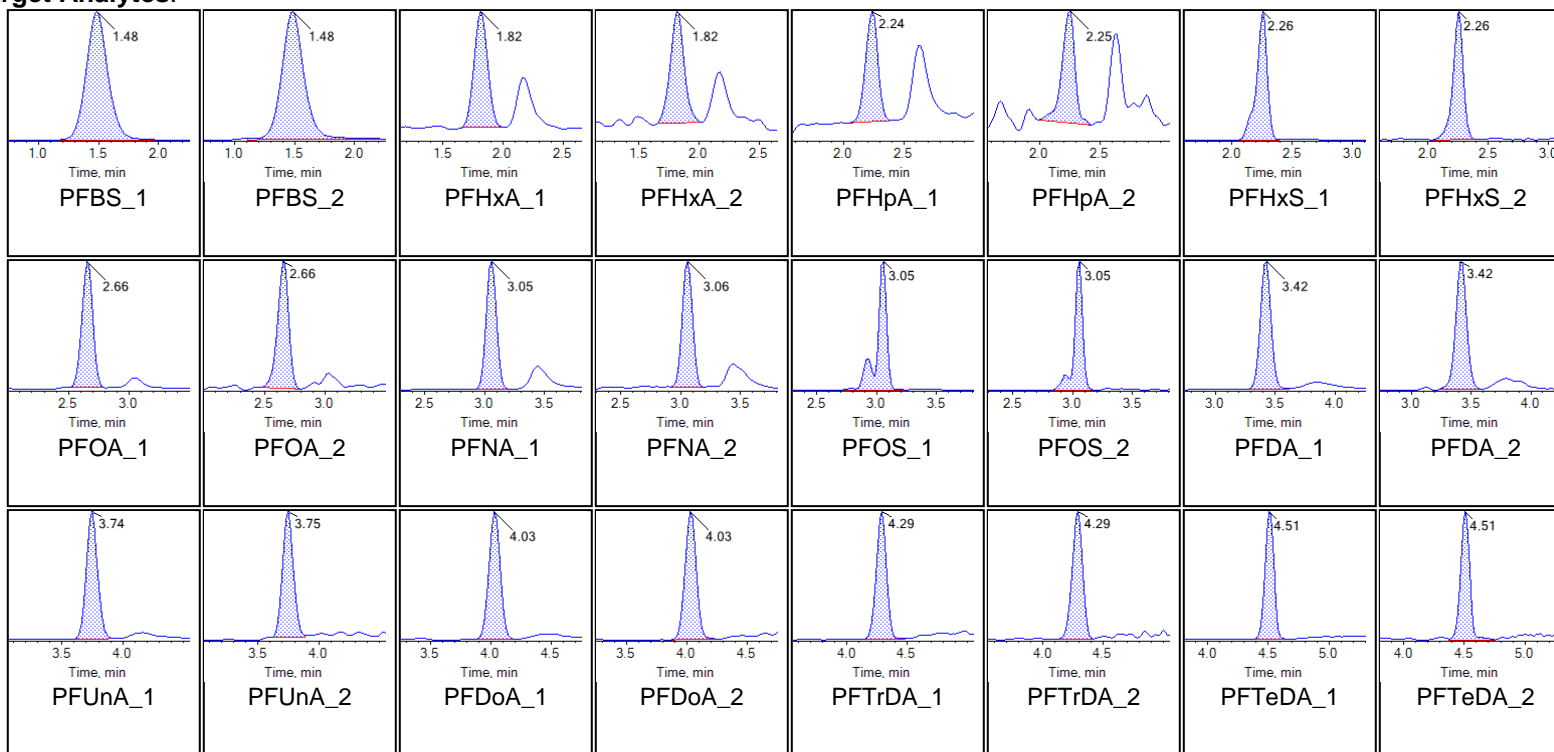 rget Analytes:
1.48 1.48 1.82 1.82 2.24 2.25 2.26 2.26
1.0 1.5 2.0 1.0 1.5 2.0 1.5 2.0 2.5 1.5 2.0 2.5 2.0 2.5 2.0 2.5 2.0 2.5 3.0 2.0 2.5 3.0
Time, min Time, min Time, min Time, min Time, min Time, min Time, min Time, min
PFBS_1 PFBS_2 PFHxA_1 PFHxA_2 PFHpA_1 PFHpA_2 PFHxS_1 PFHxS_2
2.66 2.66 3.05 3.06 3.05 3.05 3.42 3.42
2.5 3.0 2.5 3.0 2.5 3.0 3.5 2.5 3.0 3.5 2.5 3.0 3.5 2.5 3.0 3.5 3.0 3.5 4.0 3.0 3.5 4.0
Time, min Time, min Time, min Time, min Time, min Time, min Time, min Time, min
PFOA_1 PFOA_2 PFNA_1 PFNA_2 PFOS_1 PFOS_2 PFDA_1 PFDA_2
3.74 3.75 4.03 4.03 4.29 4.29 4.51 4.51
3.5 4.0 3.5 4.0 3.5 4.0 4.5 3.5 4.0 4.5 4.0 4.5 4.0 4.5 4.0 4.5 5.0 4.0 4.5 5.0
Time, min Time, min Time, min Time, min Time, min Time, min Time, min Time, min
PFUnA_1 PFUnA_2 PFDoA_1 PFDoA_2 PFTrDA_1 PFTrDA_2 PFTeDA_1 PFTeDA_2